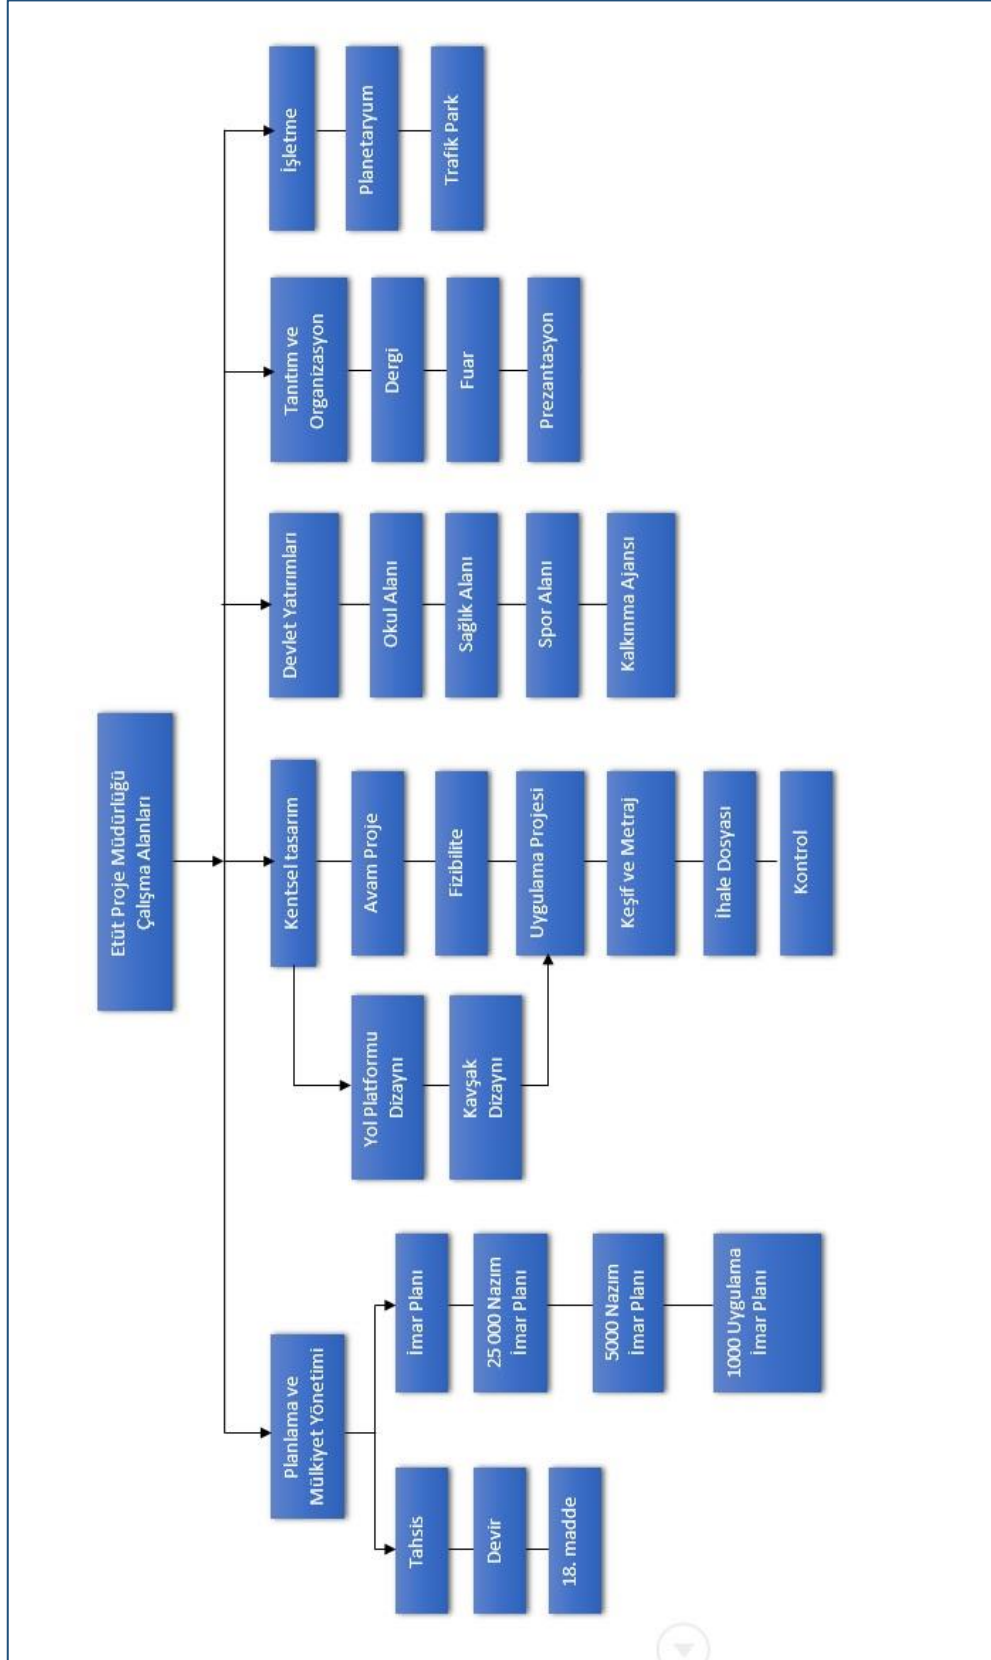 Etüt Proje Müdürlüğü
Çalışma Alanları
Planlama ve
Mülkiyet Yönetimi
Tahsis
Devir
18. madde
İmar Planı
25 000 Nazım
İmar Planı
5000 Nazım
İmar Planı
1000 Uygulama
İmar Planı
Kentsel tasarım
Yol Platformu
Dizaynı
Kavşak
Dizaynı
Avam Proje
Fizibilite
Uygulama Projesi
Keşif ve Metraj
İhale Dosyası
Kontrol
Devlet Yatırımları
Okul Alanı
Sağlık Alanı
Spor Alanı
Kalkınma Ajansı
Tanıtım ve
Organizasyon
Dergi
Fuar
Prezantasyon
İşletme
Planetaryum
Trafik Park